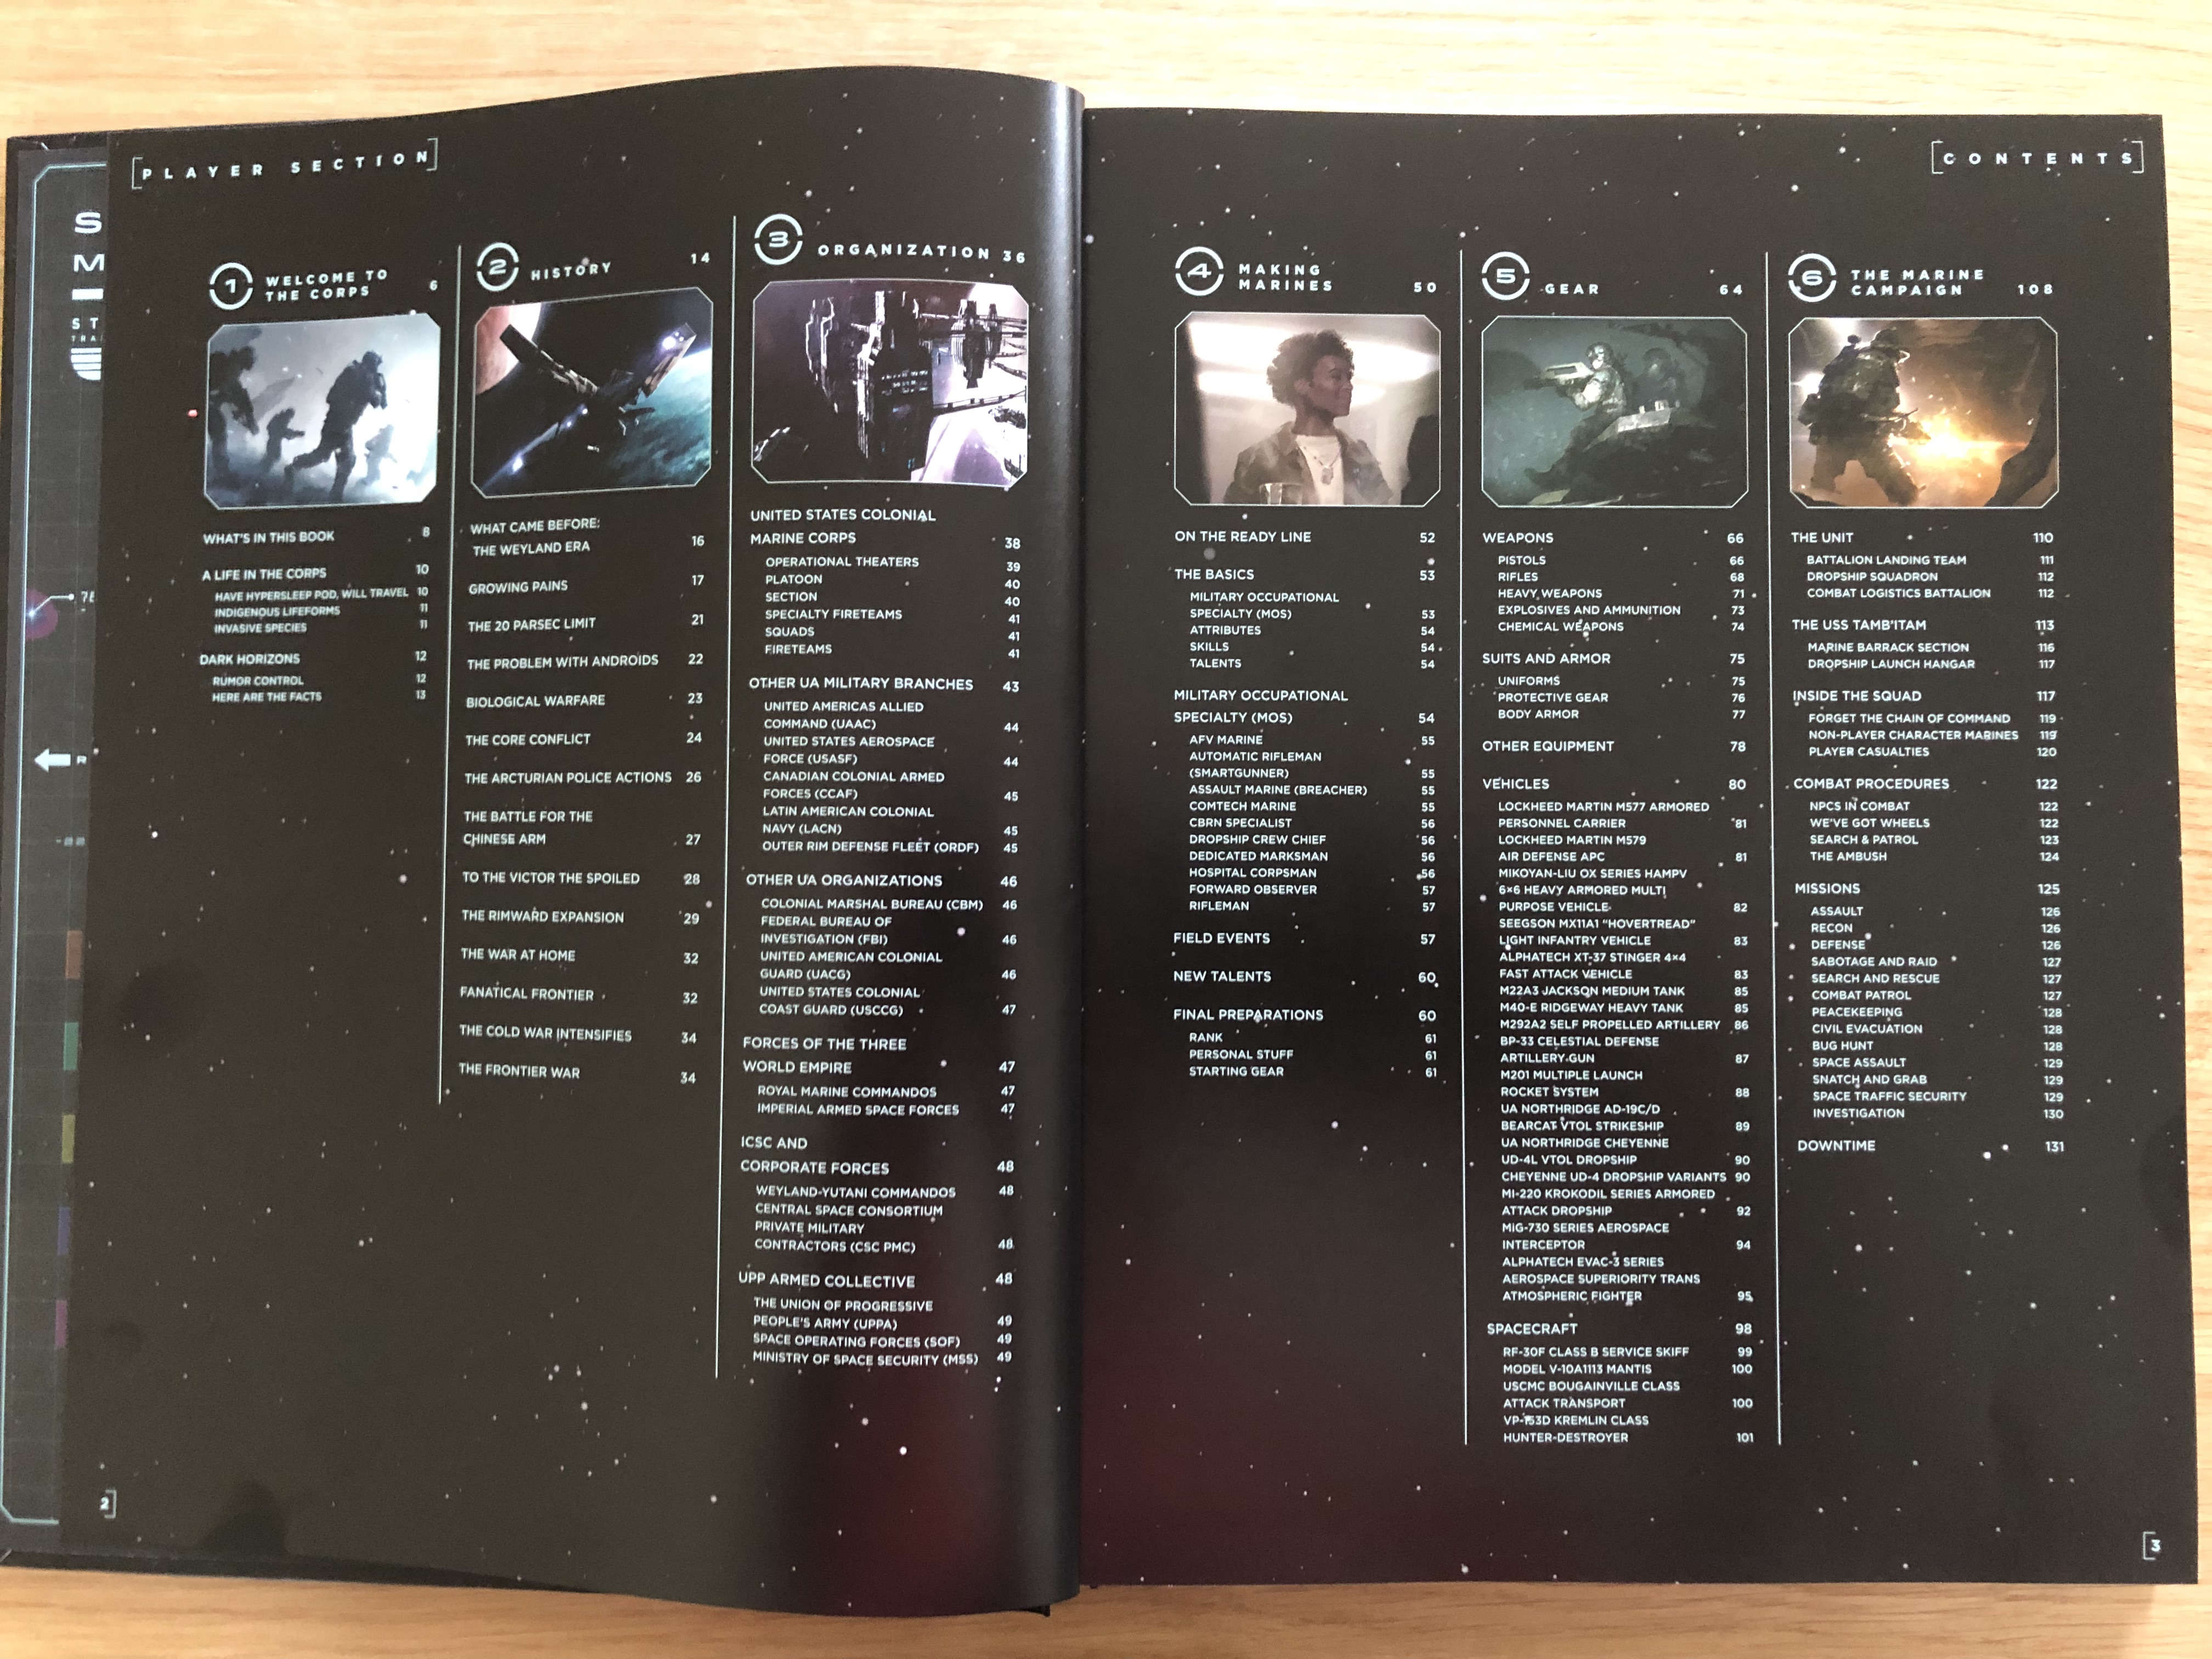 [PLAYER SECTION]
S
M
ST
TRA
78
R
1 WELCOME TO
THE CORPS 6
WHAT'S IN THIS BOOK 8
A LIFE IN THE CORPS 10
HAVE HYPERSLEEP POD, WILL TRAVEL 10
INDIGENOUS LIFEFORMS 11
INVASIVE SPECIES 11
DARK HORIZONS 12
RUMOR CONTROL 12
HERE ARE THE FACTS 13
2 HISTORY 14
WHAT CAME BEFORE:
THE WEYLAND ERA 16
GROWING PAINS 17
THE 20 PARSEC LIMIT 21
THE PROBLEM WITH ANDROIDS 22
BIOLOGICAL WARFARE 23
THE CORE CONFLICT 24
THE ARCTURIAN POLICE ACTIONS 26
THE BATTLE FOR THE
CHINESE ARM 27
TO THE VICTOR THE SPOILED 28
THE RIMWARD EXPANSION 29
THE WAR AT HOME 32
FANATICAL FRONTIER 32
THE COLD WAR INTENSIFIES 34
THE FRONTIER WAR 34
3 ORGANIZATION 36
UNITED STATES COLONIAL
MARINE CORPS 38
OPERATIONAL THEATERS 39
PLATOON 40
SECTION 40
SPECIALTY FIRETEAMS 41
SQUADS 41
FIRETEAMS 41
OTHER UA MILITARY BRANCHES 43
UNITED AMERICAS ALLIED
COMMAND (UAAC) 44
UNITED STATES AEROSPACE
FORCE (USASF) 44
CANADIAN COLONIAL ARMED
FORCES (CCAF) 45
LATIN AMERICAN COLONIAL
NAVY (LACN) 45
OUTER RIM DEFENSE FLEET (ORDF) 45
OTHER UA ORGANIZATIONS 46
COLONIAL MARSHAL BUREAU (CBM) 46
FEDERAL BUREAU OF
INVESTIGATION (FBI) 46
UNITED AMERICAN COLONIAL
GUARD (UACG) 46
UNITED STATES COLONIAL
COAST GUARD (USCCG) 47
FORCES OF THE THREE
WORLD EMPIRE 47
ROYAL MARINE COMMANDOS 47
IMPERIAL ARMED SPACE FORCES 47
ICSC AND
CORPORATE FORCES 48
WEYLAND-YUTANI COMMANDOS 48
CENTRAL SPACE CONSORTIUM
PRIVATE MILITARY
CONTRACTORS (CSC PMC) 48
UPP ARMED COLLECTIVE 48
THE UNION OF PROGRESSIVE
PEOPLE'S ARMY (UPPA) 49
SPACE OPERATING FORCES (SOF) 49
MINISTRY OF SPACE SECURITY (MSS) 49
2]
[CONTENTS]
4 MAKING
MARINES 50
ON THE READY LINE 52
THE BASICS 53
MILITARY OCCUPATIONAL
SPECIALTY (MOS) 53
ATTRIBUTES 54
SKILLS 54
TALENTS 54
MILITARY OCCUPATIONAL
SPECIALTY (MOS) 54
AFV MARINE 55
AUTOMATIC RIFLEMAN
(SMARTGUNNER) 55
ASSAULT MARINE (BREACHER) 55
COMTECH MARINE 55
CBRN SPECIALIST 56
DROPSHIP CREW CHIEF 56
DEDICATED MARKSMAN 56
HOSPITAL CORPSMAN 56
FORWARD OBSERVER 57
RIFLEMAN 57
FIELD EVENTS 57
NEW TALENTS 60
FINAL PREPARATIONS 60
RANK 61
PERSONAL STUFF 61
STARTING GEAR 61
5 GEAR 64
WEAPONS 66
PISTOLS 66
RIFLES 68
HEAVY WEAPONS 71
EXPLOSIVES AND AMMUNITION 73
CHEMICAL WEAPONS 74
SUITS AND ARMOR 75
UNIFORMS 75
PROTECTIVE GEAR 76
BODY ARMOR 77
OTHER EQUIPMENT 78
VEHICLES 80
LOCKHEED MARTIN M577 ARMORED
PERSONNEL CARRIER 81
LOCKHEED MARTIN M579
AIR DEFENSE APC 81
MIKOYAN-LIU OX SERIES HAMPV
6×6 HEAVY ARMORED MULTI
PURPOSE VEHICLE 82
SEEGSON MX11A1 "HOVERTREAD"
LIGHT INFANTRY VEHICLE 83
ALPHATECH XT-37 STINGER 4×4
FAST ATTACK VEHICLE 83
M22A3 JACKSON MEDIUM TANK 85
M40-E RIDGEWAY HEAVY TANK 85
M292A2 SELF PROPELLED ARTILLERY 86
BP-33 CELESTIAL DEFENSE
ARTILLERY GUN 87
M201 MULTIPLE LAUNCH
ROCKET SYSTEM 88
UA NORTHRIDGE AD-19C/D
BEARCAT VTOL STRIKESHIP 89
UA NORTHRIDGE CHEYENNE
UD-4L VTOL DROPSHIP 90
CHEYENNE UD-4 DROPSHIP VARIANTS 90
MI-220 KROKODIL SERIES ARMORED
ATTACK DROPSHIP 92
MiG-730 SERIES AEROSPACE
INTERCEPTOR 94
ALPHATECH EVAC-3 SERIES
AEROSPACE SUPERIORITY TRANS
ATMOSPHERIC FIGHTER 95
SPACECRAFT 98
RF-30F CLASS B SERVICE SKIFF 99
MODEL V-10A1113 MANTIS 100
USCMC BOUGAINVILLE CLASS
ATTACK TRANSPORT 100
VP-153D KREMLIN CLASS
HUNTER-DESTROYER 101
6 THE MARINE
CAMPAIGN 108
THE UNIT 110
BATTALION LANDING TEAM 111
DROPSHIP SQUADRON 112
COMBAT LOGISTICS BATTALION 112
THE USS TAMB'ITAM 113
MARINE BARRACK SECTION 116
DROPSHIP LAUNCH HANGAR 117
INSIDE THE SQUAD 117
FORGET THE CHAIN OF COMMAND 119
NON-PLAYER CHARACTER MARINES 119
PLAYER CASUALTIES 120
COMBAT PROCEDURES 122
NPCS IN COMBAT 122
WE'VE GOT WHEELS 122
SEARCH & PATROL 123
THE AMBUSH 124
MISSIONS 125
ASSAULT 126
RECON 126
DEFENSE 126
SABOTAGE AND RAID 127
SEARCH AND RESCUE 127
COMBAT PATROL 127
PEACEKEEPING 128
CIVIL EVACUATION 128
BUG HUNT 128
SPACE ASSAULT 129
SNATCH AND GRAB 129
SPACE TRAFFIC SECURITY 129
INVESTIGATION 130
DOWNTIME 131
[3